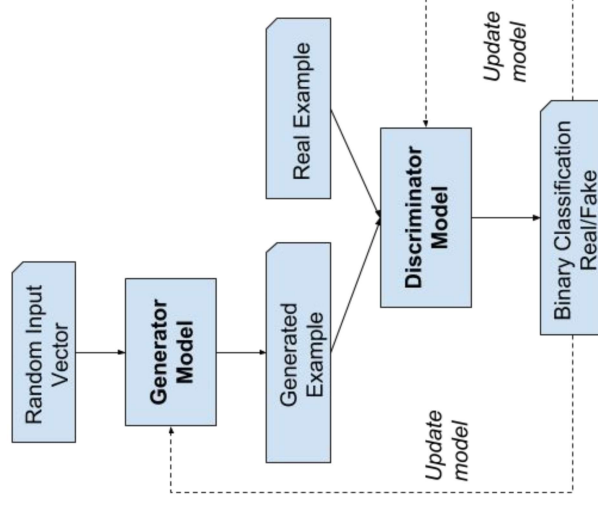 Random Input
Vector
Generator
Model
Generated
Example
Real Example
Discriminator
Model
Binary Classification
Real/Fake
Update
model
Update
model